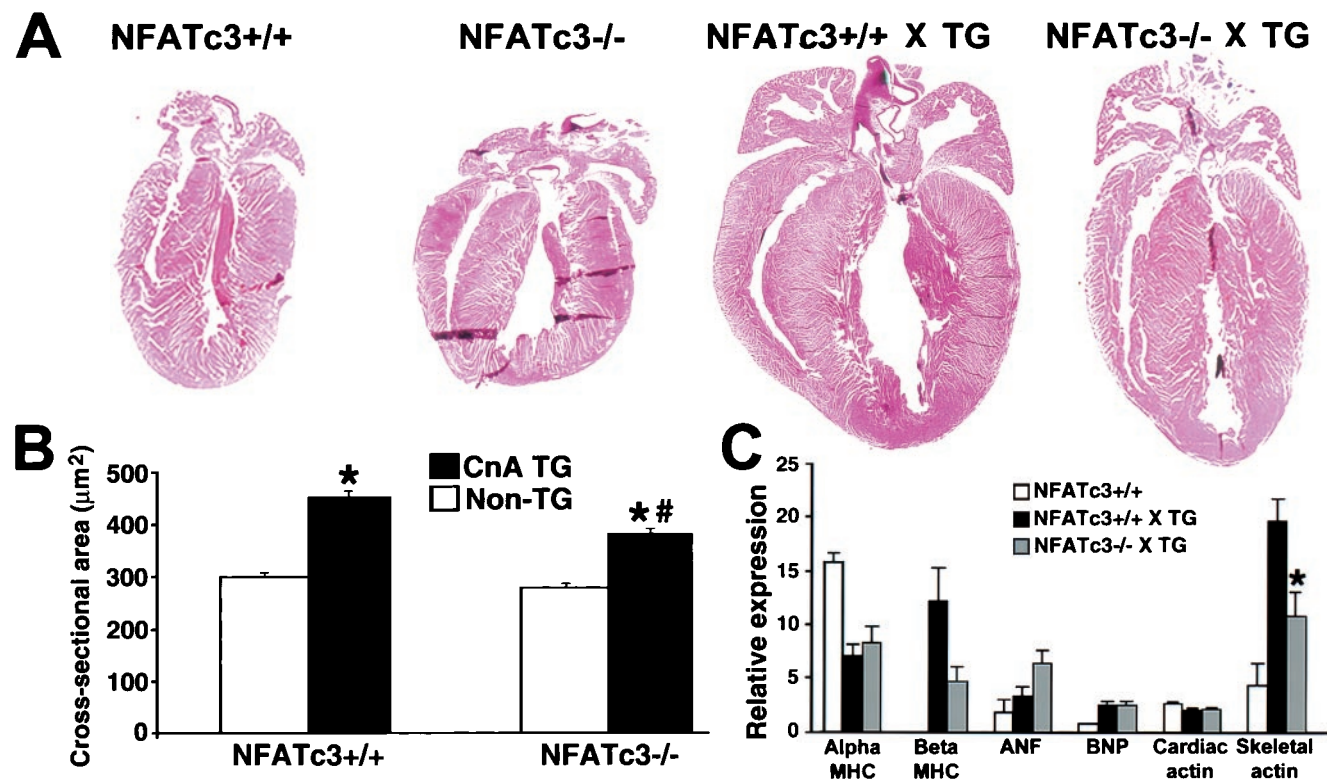 A
NFATc3+/+
NFATc3-/-
NFATc3+/+ X TG
NFATc3-/- X TG
B
Cross-sectional area (μm²)
500
400
300
200
100
0
CnA TG
Non-TG
*
*#
NFATc3+/+
NFATc3-/-
C
Relative expression
25
20
15
10
5
0
NFATc3+/+
NFATc3+/+ X TG
NFATc3-/- X TG
*
Alpha
MHC
Beta
MHC
ANF
BNP
Cardiac
actin
Skeletal
actin